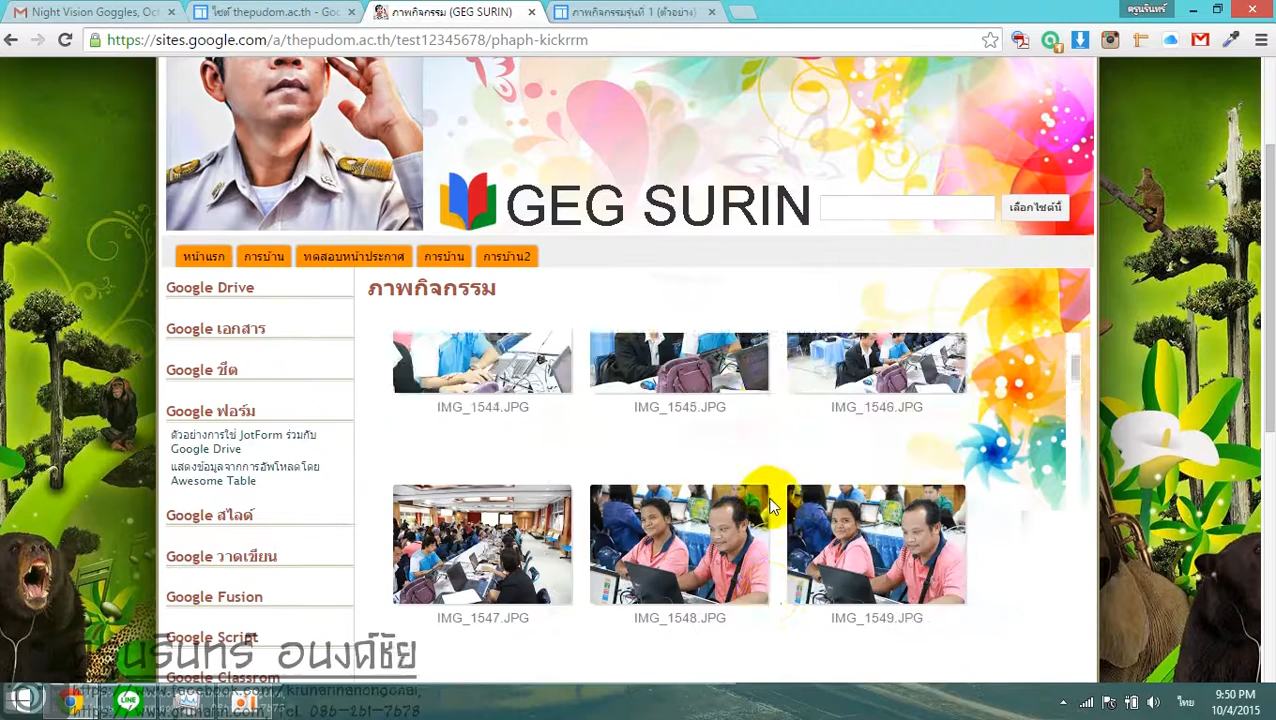 Night Vision Goggles, Oct
ไซต์ thepudom.ac.th - Goo
ภาพกิจกรรม (GEG SURIN)
ภาพกิจกรรมรุ่นที่ 1 (ตัวอย่าง)
ครูนรินทร์
https://sites.google.com/a/thepudom.ac.th/test12345678/phaph-kickrrm
GEG SURIN
เลือกไซต์นี้
หน้าแรก
การบ้าน
ทดสอบหน้าประกาศ
การบ้าน
การบ้าน2
Google Drive
Google เอกสาร
Google ชีต
Google ฟอร์ม
ตัวอย่างการใช้ JotForm ร่วมกับ
Google Drive
แสดงข้อมูลจากการอัพโหลดโดย
Awesome Table
Google สไลด์
Google วาดเขียน
Google Fusion
Google Script
Google Classrom
ภาพกิจกรรม
IMG_1544.JPG
IMG_1545.JPG
IMG_1546.JPG
IMG_1547.JPG
IMG_1548.JPG
IMG_1549.JPG
นรินทร์ อนงค์ชัย
LINE
ไทย
9:50 PM
10/4/2015